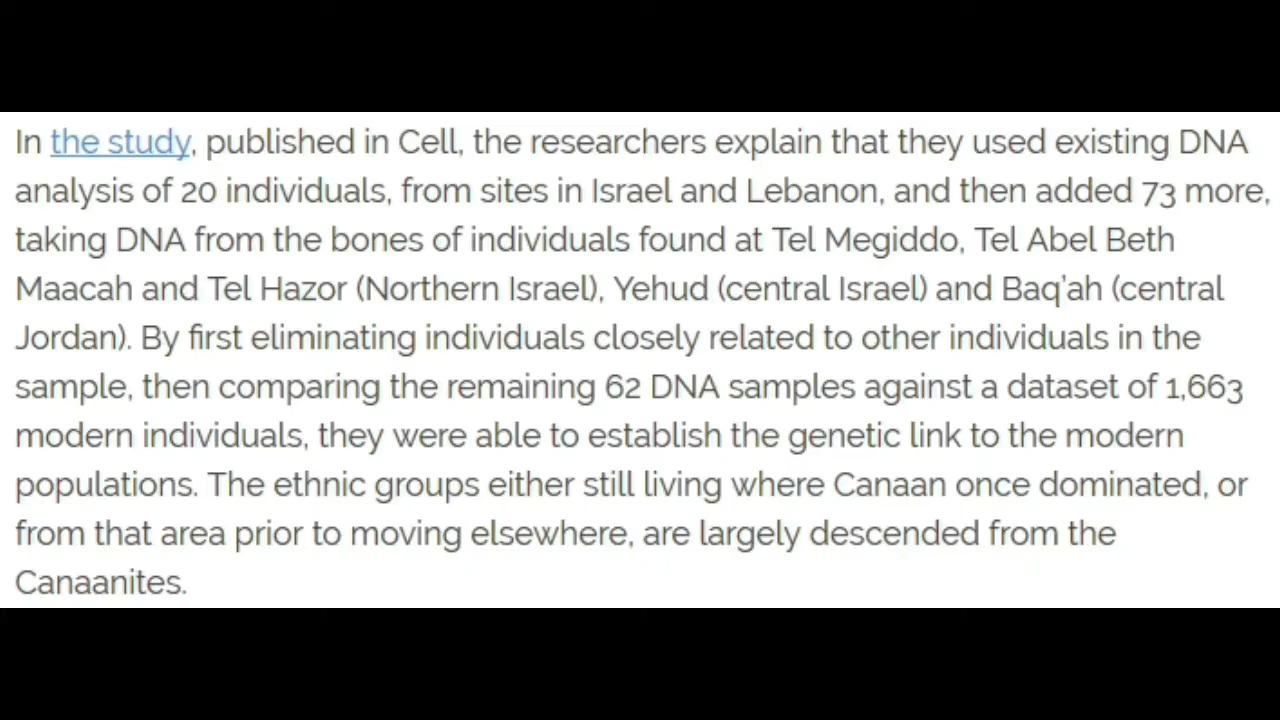 In the study, published in Cell, the researchers explain that they used existing DNA
analysis of 20 individuals, from sites in Israel and Lebanon, and then added 73 more,
taking DNA from the bones of individuals found at Tel Megiddo, Tel Abel Beth
Maacah and Tel Hazor (Northern Israel), Yehud (central Israel) and Baq'ah (central
Jordan). By first eliminating individuals closely related to other individuals in the
sample, then comparing the remaining 62 DNA samples against a dataset of 1,663
modern individuals, they were able to establish the genetic link to the modern
populations. The ethnic groups either still living where Canaan once dominated, or
from that area prior to moving elsewhere, are largely descended from the
Canaanites.